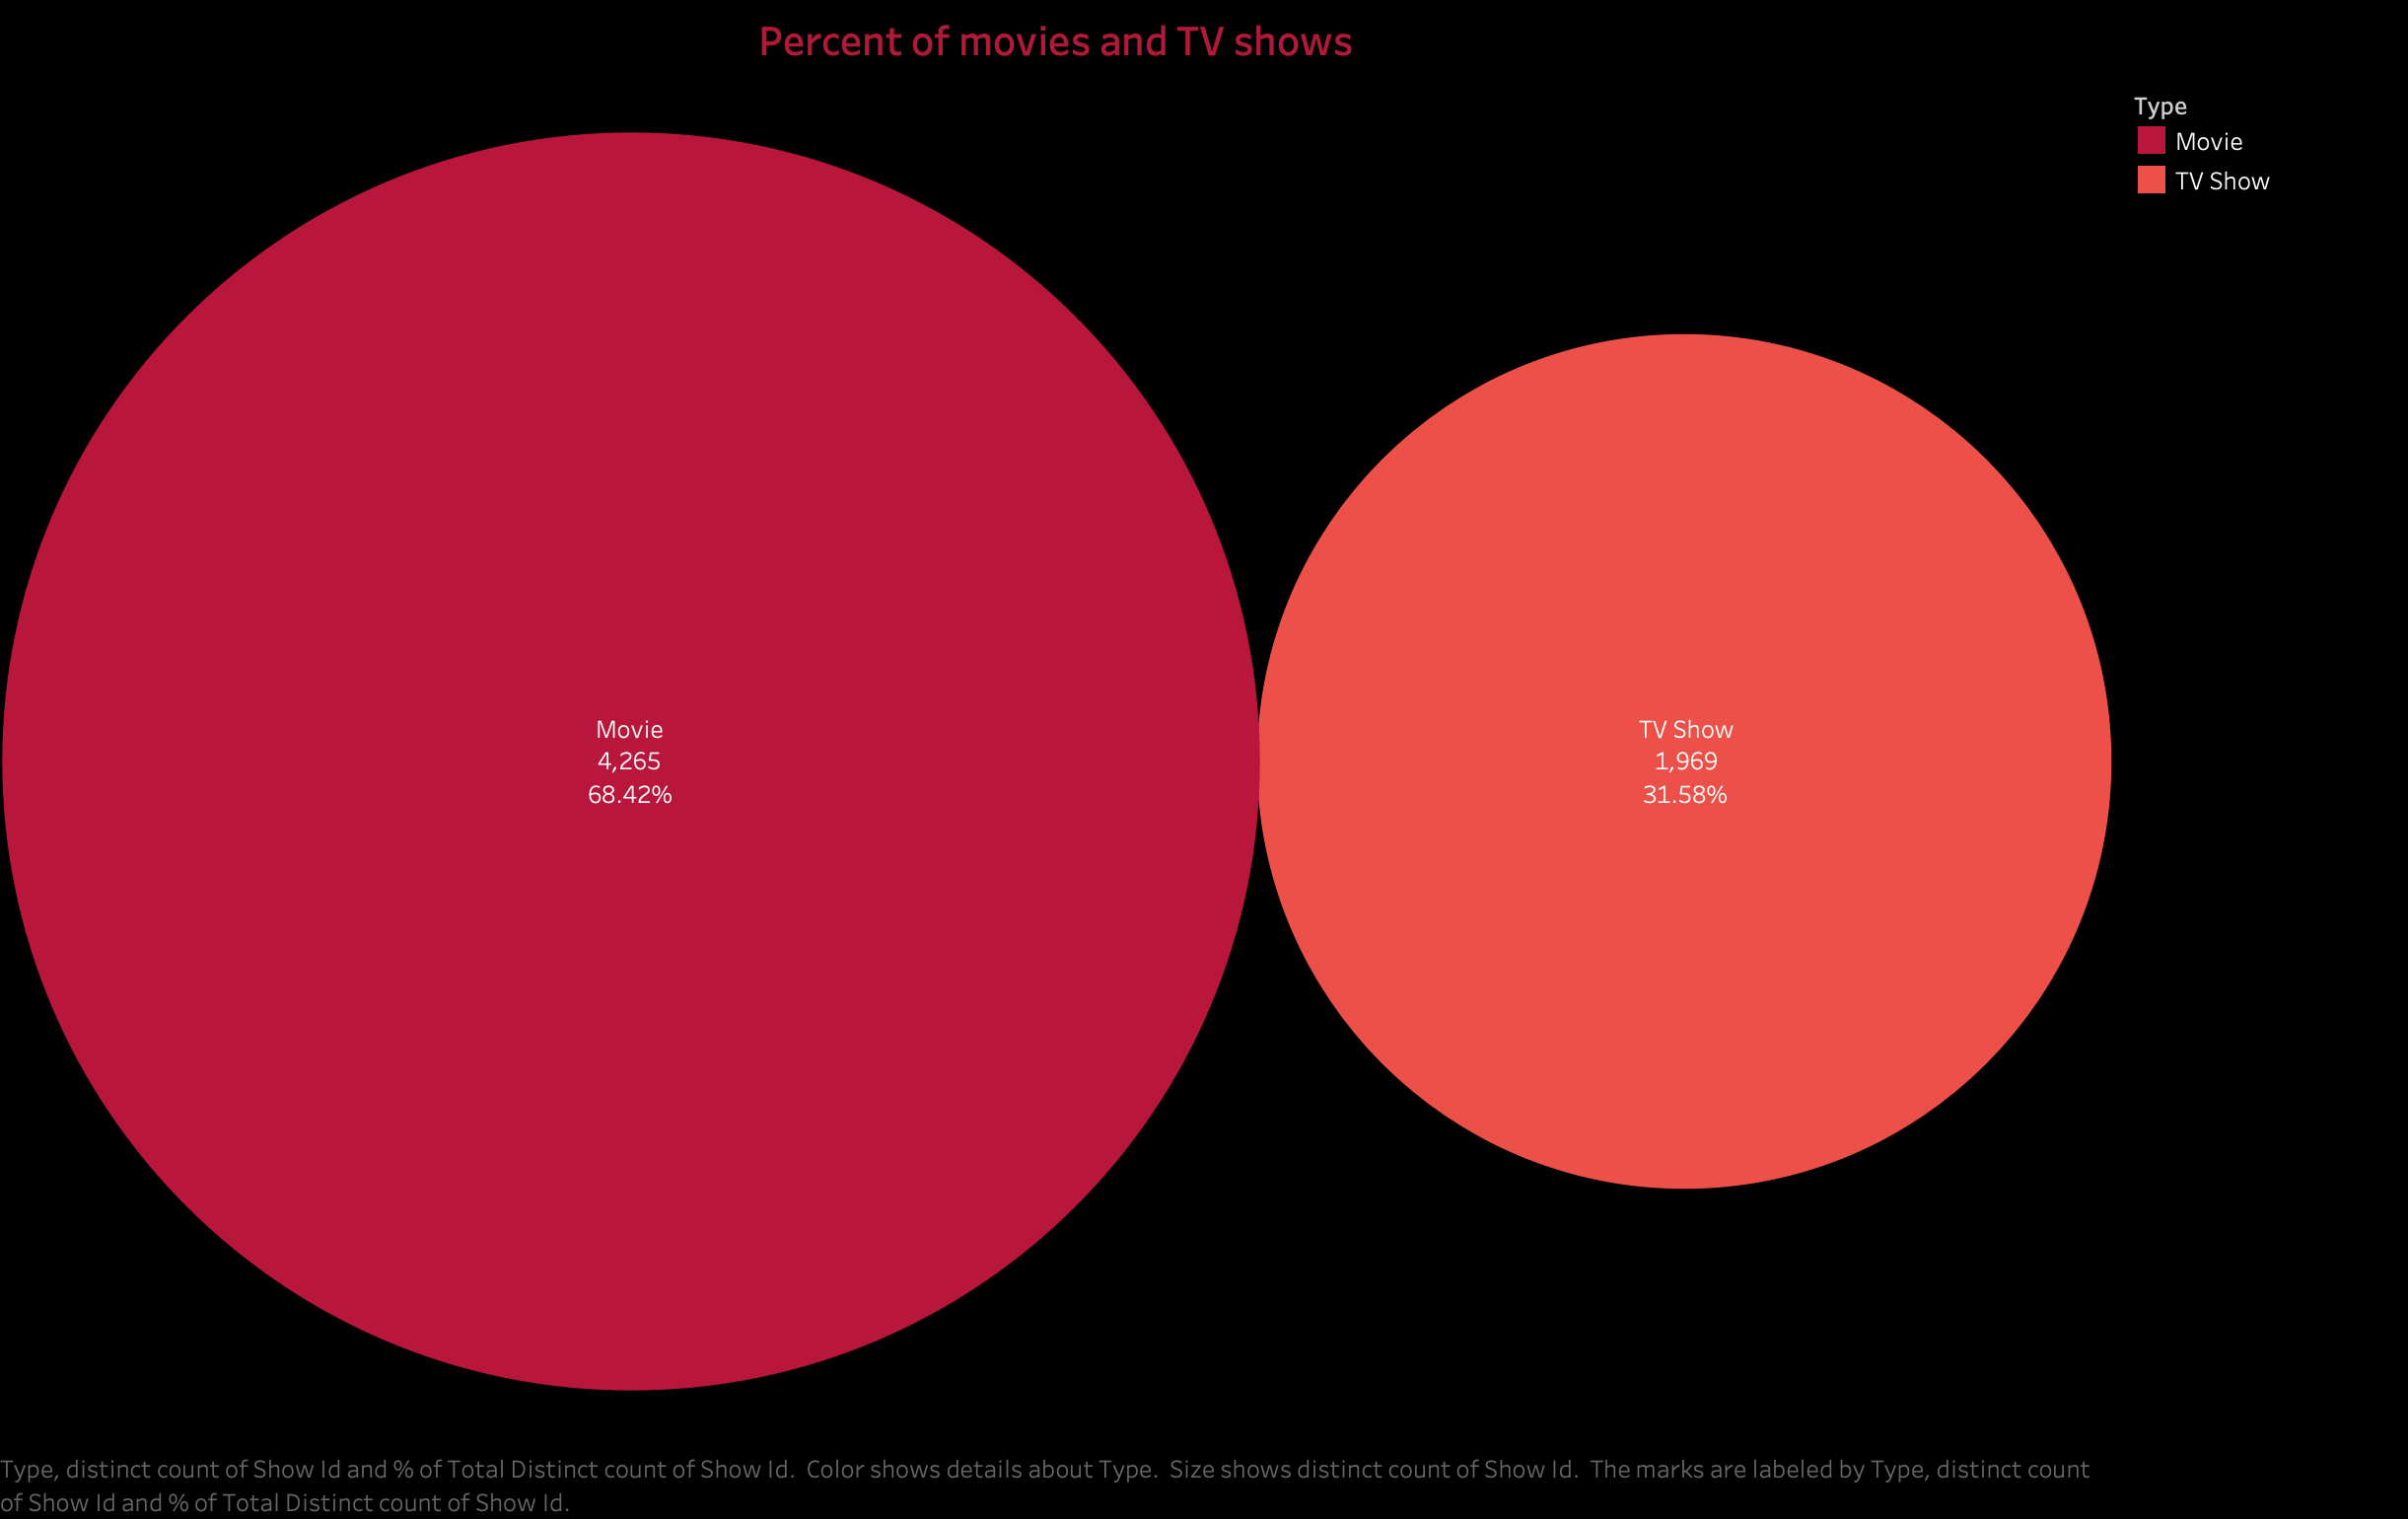 Percent of movies and TV shows
Type
Movie
TV Show
Movie
4,265
68.42%
TV Show
1,969
31.58%
Type, distinct count of Show Id and % of Total Distinct count of Show Id.  Color shows details about Type.  Size shows distinct count of Show Id.  The marks are labeled by Type, distinct count
of Show Id and % of Total Distinct count of Show Id.